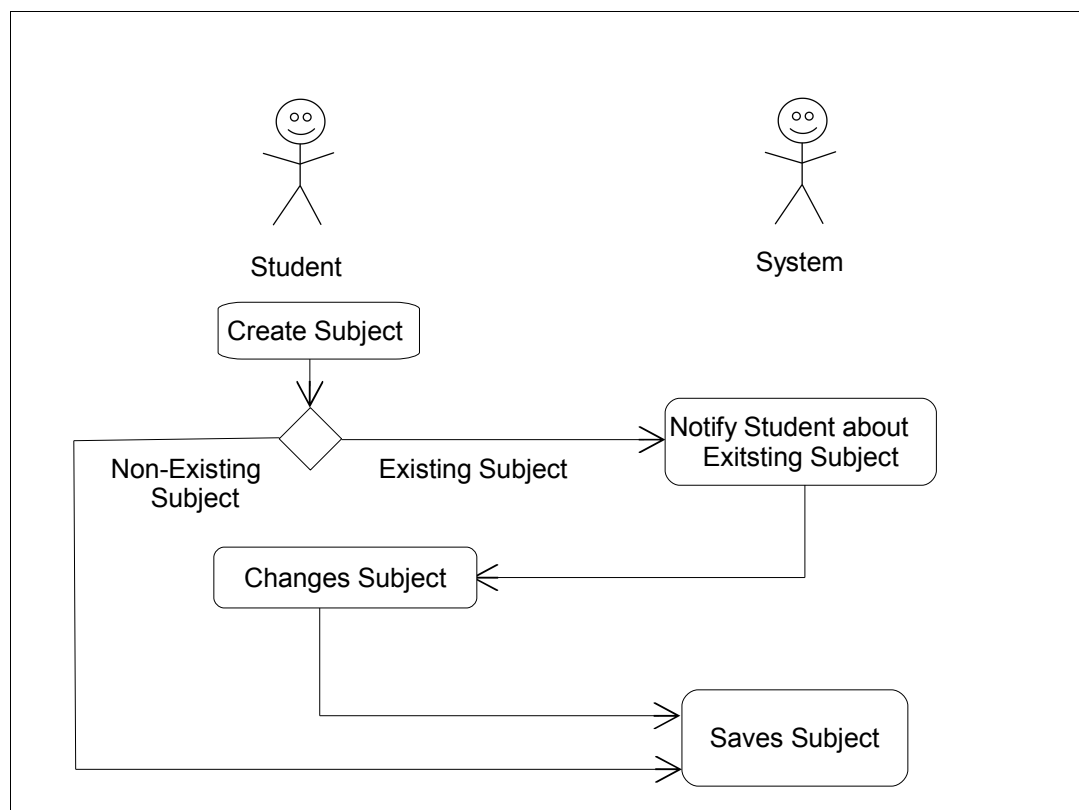 Student
System
Create Subject
Non-Existing
Subject
Existing Subject
Notify Student about
Exitsting Subject
Changes Subject
Saves Subject